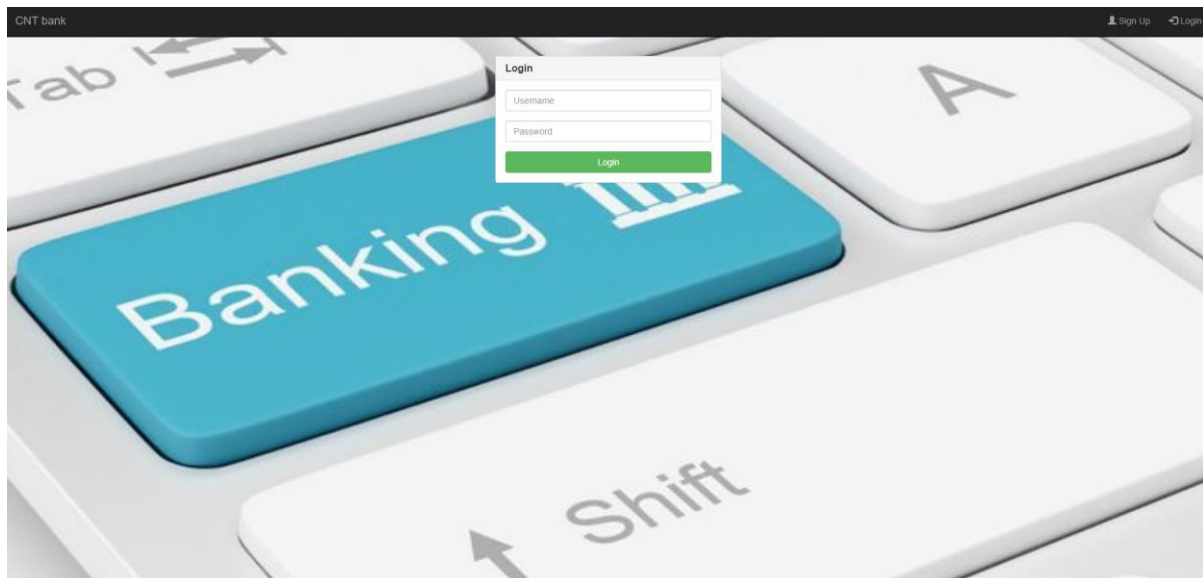 CNT bank
Sign Up
Login
Login
Username
Password
Login
Tab
A
Banking
Shift